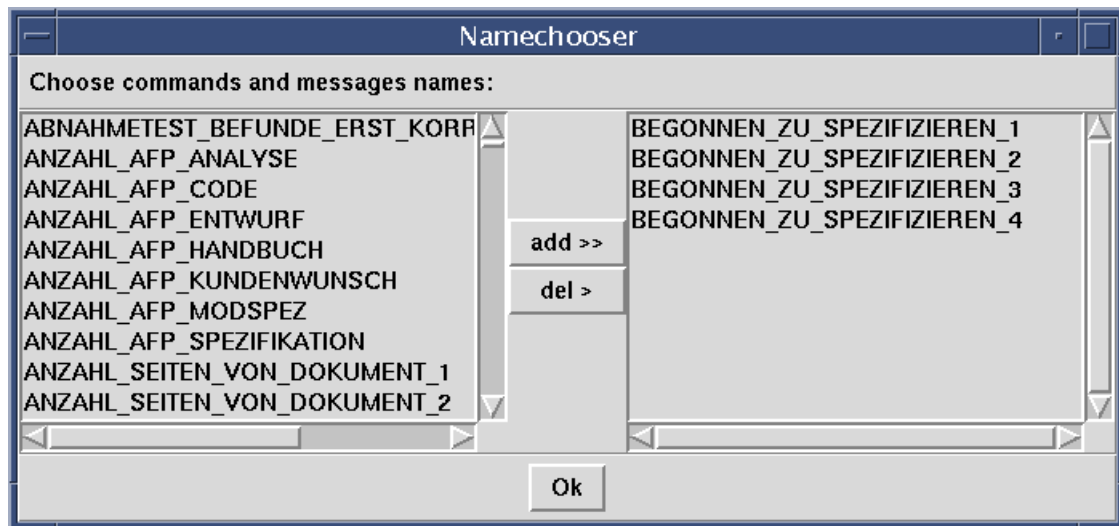 Namechooser
Choose commands and messages names:
ABNAHMETEST_BEFUNDE_ERST_KORR
ANZAHL_AFP_ANALYSE
ANZAHL_AFP_CODE
ANZAHL_AFP_ENTWURF
ANZAHL_AFP_HANDBUCH
ANZAHL_AFP_KUNDENWUNSCH
ANZAHL_AFP_MODSPEZ
ANZAHL_AFP_SPEZIFIKATION
ANZAHL_SEITEN_VON_DOKUMENT_1
ANZAHL_SEITEN_VON_DOKUMENT_2
add >>
del >
BEGONNEN_ZU_SPEZIFIZIEREN_1
BEGONNEN_ZU_SPEZIFIZIEREN_2
BEGONNEN_ZU_SPEZIFIZIEREN_3
BEGONNEN_ZU_SPEZIFIZIEREN_4
Ok